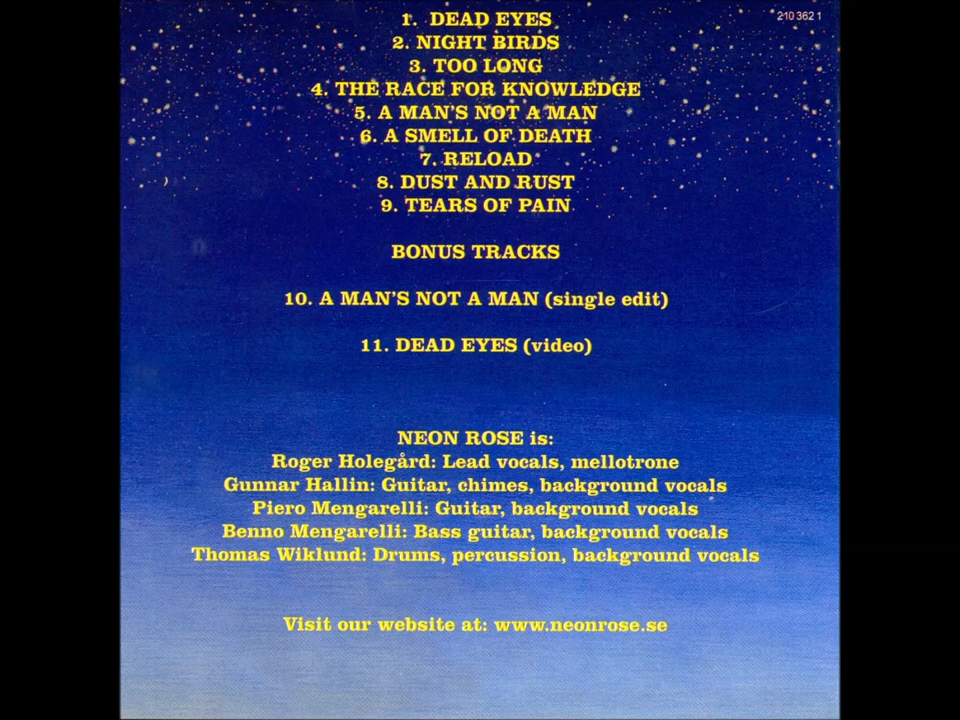 1. DEAD EYES
210 362 1
2. NIGHT BIRDS
3. TOO LONG
4. THE RACE FOR KNOWLEDGE
5. A MAN'S NOT A MAN
6. A SMELL OF DEATH
7. RELOAD
8. DUST AND RUST
9. TEARS OF PAIN
BONUS TRACKS
10. A MAN'S NOT A MAN (single edit)
11. DEAD EYES (video)
NEON ROSE is:
Roger Holegård: Lead vocals, mellotrone
Gunnar Hallin: Guitar, chimes, background vocals
Piero Mengarelli: Guitar, background vocals
Benno Mengarelli: Bass guitar, background vocals
Thomas Wiklund: Drums, percussion, background vocals
Visit our website at: www.neonrose.se